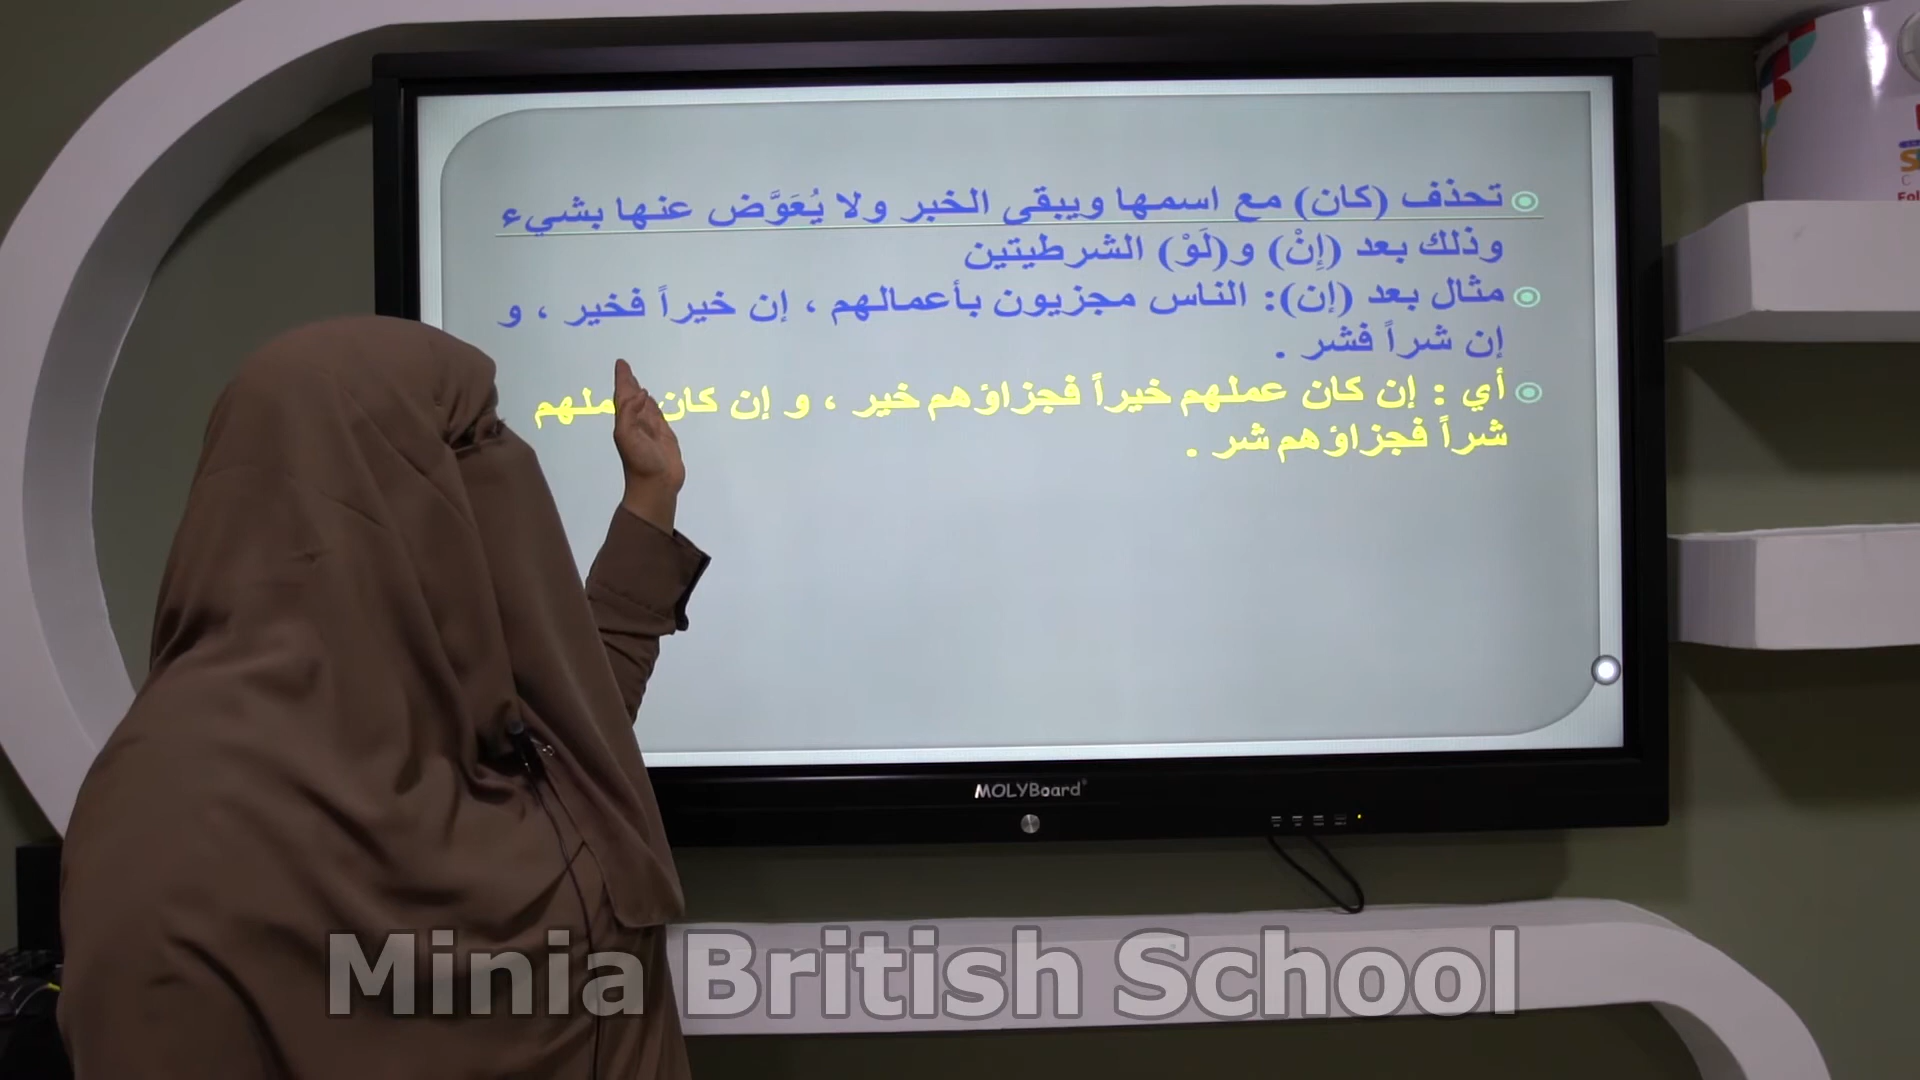 تحذف (كان) مع اسمها ويبقى الخبر ولا يُعَوَّض عنها بشيء
وذلك بعد (إِنْ) و(لَوْ) الشرطيتين
مثال بعد (إن): الناس مجزيون بأعمالهم ، إن خيراً فخير ، و
إن شراً فشر .
أي : إن كان عملهم خيراً فجزاؤهم خير ، و إن كان
شراً فجزاؤهم شر .
MOLYBoard
Minia British School